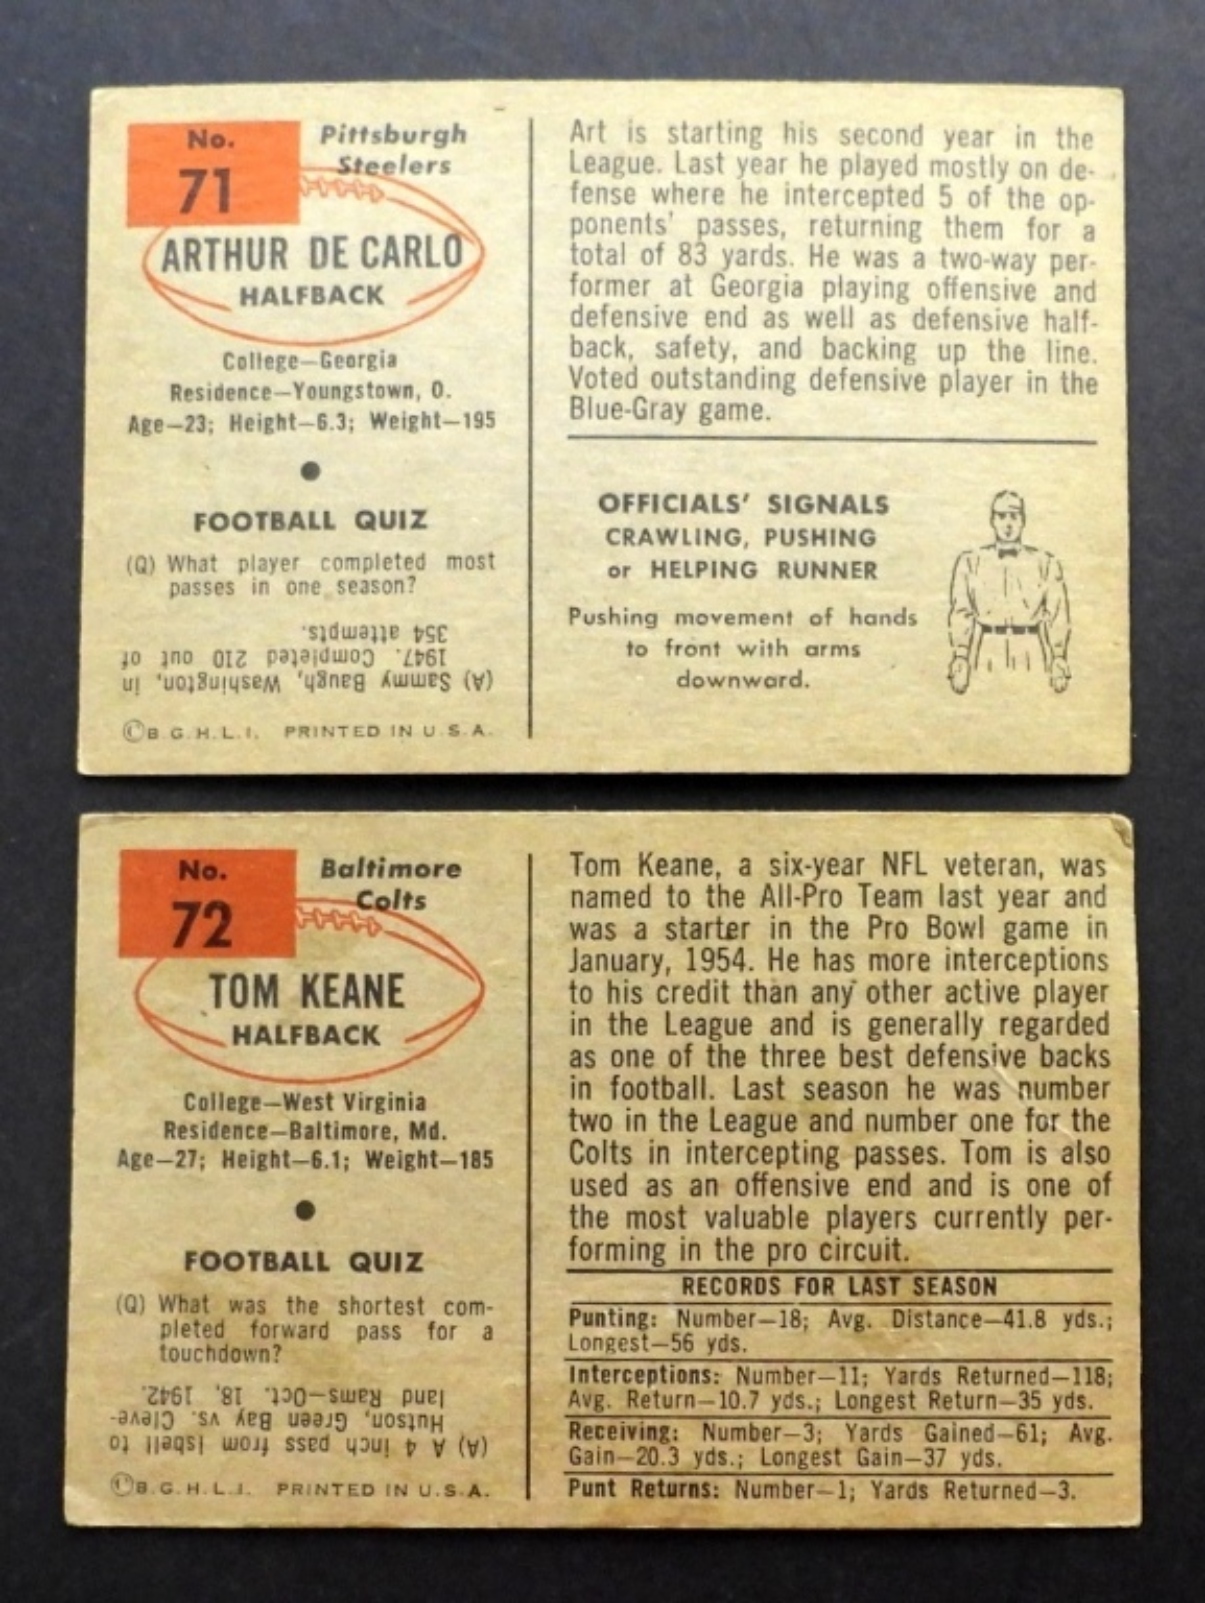 No.
71
Pittsburgh
Steelers
ARTHUR DE CARLO
HALFBACK
College—Georgia
Residence—Youngstown, O.
Age—23; Height—6.3; Weight—195
FOOTBALL QUIZ
(Q) What player completed most
passes in one season?
(A) Sammy Baugh, Washington, in
1947. Completed 210 out of
354 attempts.
©B.G.H.L.I. PRINTED IN U.S.A.
Art is starting his second year in the
League. Last year he played mostly on de-
fense where he intercepted 5 of the op-
ponents' passes, returning them for a
total of 83 yards. He was a two-way per-
former at Georgia playing offensive and
defensive end as well as defensive half-
back, safety, and backing up the line.
Voted outstanding defensive player in the
Blue-Gray game.
OFFICIALS' SIGNALS
CRAWLING, PUSHING
or HELPING RUNNER
Pushing movement of hands
to front with arms
downward.
No.
72
Baltimore
Colts
TOM KEANE
HALFBACK
College—West Virginia
Residence—Baltimore, Md.
Age—27; Height—6.1; Weight—185
FOOTBALL QUIZ
(Q) What was the shortest com-
pleted forward pass for a
touchdown?
(A) A 4 inch pass from Isbell to
Hutson, Green Bay vs. Cleve-
land Rams—Oct. 18, 1942.
©B.G.H.L.I. PRINTED IN U.S.A.
Tom Keane, a six-year NFL veteran, was
named to the All-Pro Team last year and
was a starter in the Pro Bowl game in
January, 1954. He has more interceptions
to his credit than any other active player
in the League and is generally regarded
as one of the three best defensive backs
in football. Last season he was number
two in the League and number one for the
Colts in intercepting passes. Tom is also
used as an offensive end and is one of
the most valuable players currently per-
forming in the pro circuit.
RECORDS FOR LAST SEASON
Punting: Number—18; Avg. Distance—41.8 yds.;
Longest—56 yds.
Interceptions: Number—11; Yards Returned—118;
Avg. Return—10.7 yds.; Longest Return—35 yds.
Receiving: Number—3; Yards Gained—61; Avg.
Gain—20.3 yds.; Longest Gain—37 yds.
Punt Returns: Number—1; Yards Returned—3.